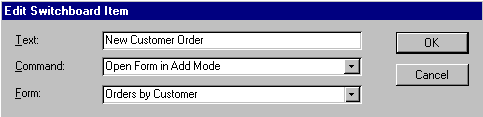 Edit Switchboard Item
Text: New Customer Order OK
Command: Open Form in Add Mode
Cancel
Form: Orders by Customer